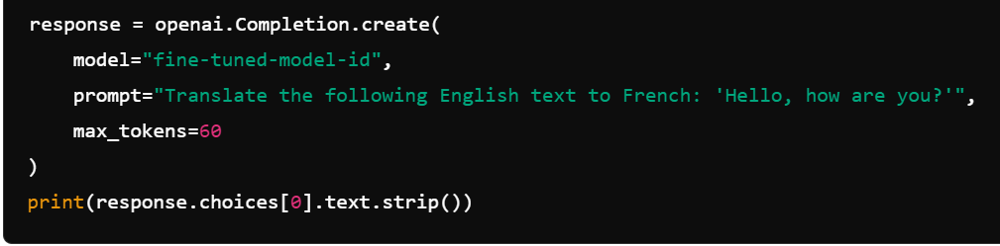 response = openai.Completion.create(
    model="fine-tuned-model-id",
    prompt="Translate the following English text to French: 'Hello, how are you?'",
    max_tokens=60
)
print(response.choices[0].text.strip())